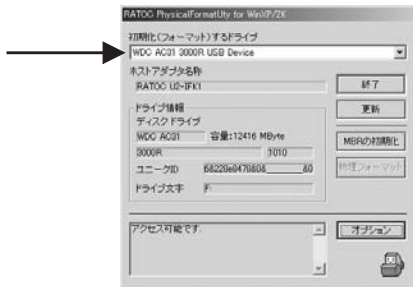 RATOC PhysicalFormatUty for WinXP/2K
初期化(フォーマット)するドライブ
WDC AC31 3000R USB Device
ホストアダプタ名称
RATOC U2-IFK1
終了
ドライブ情報
更新
ディスクドライブ
WDC AC31 容量:12416 MByte
MBRの初期化
3000R 1010
物理フォーマット
ユニークID
ドライブ文字 F:
アクセス可能です.
オプション